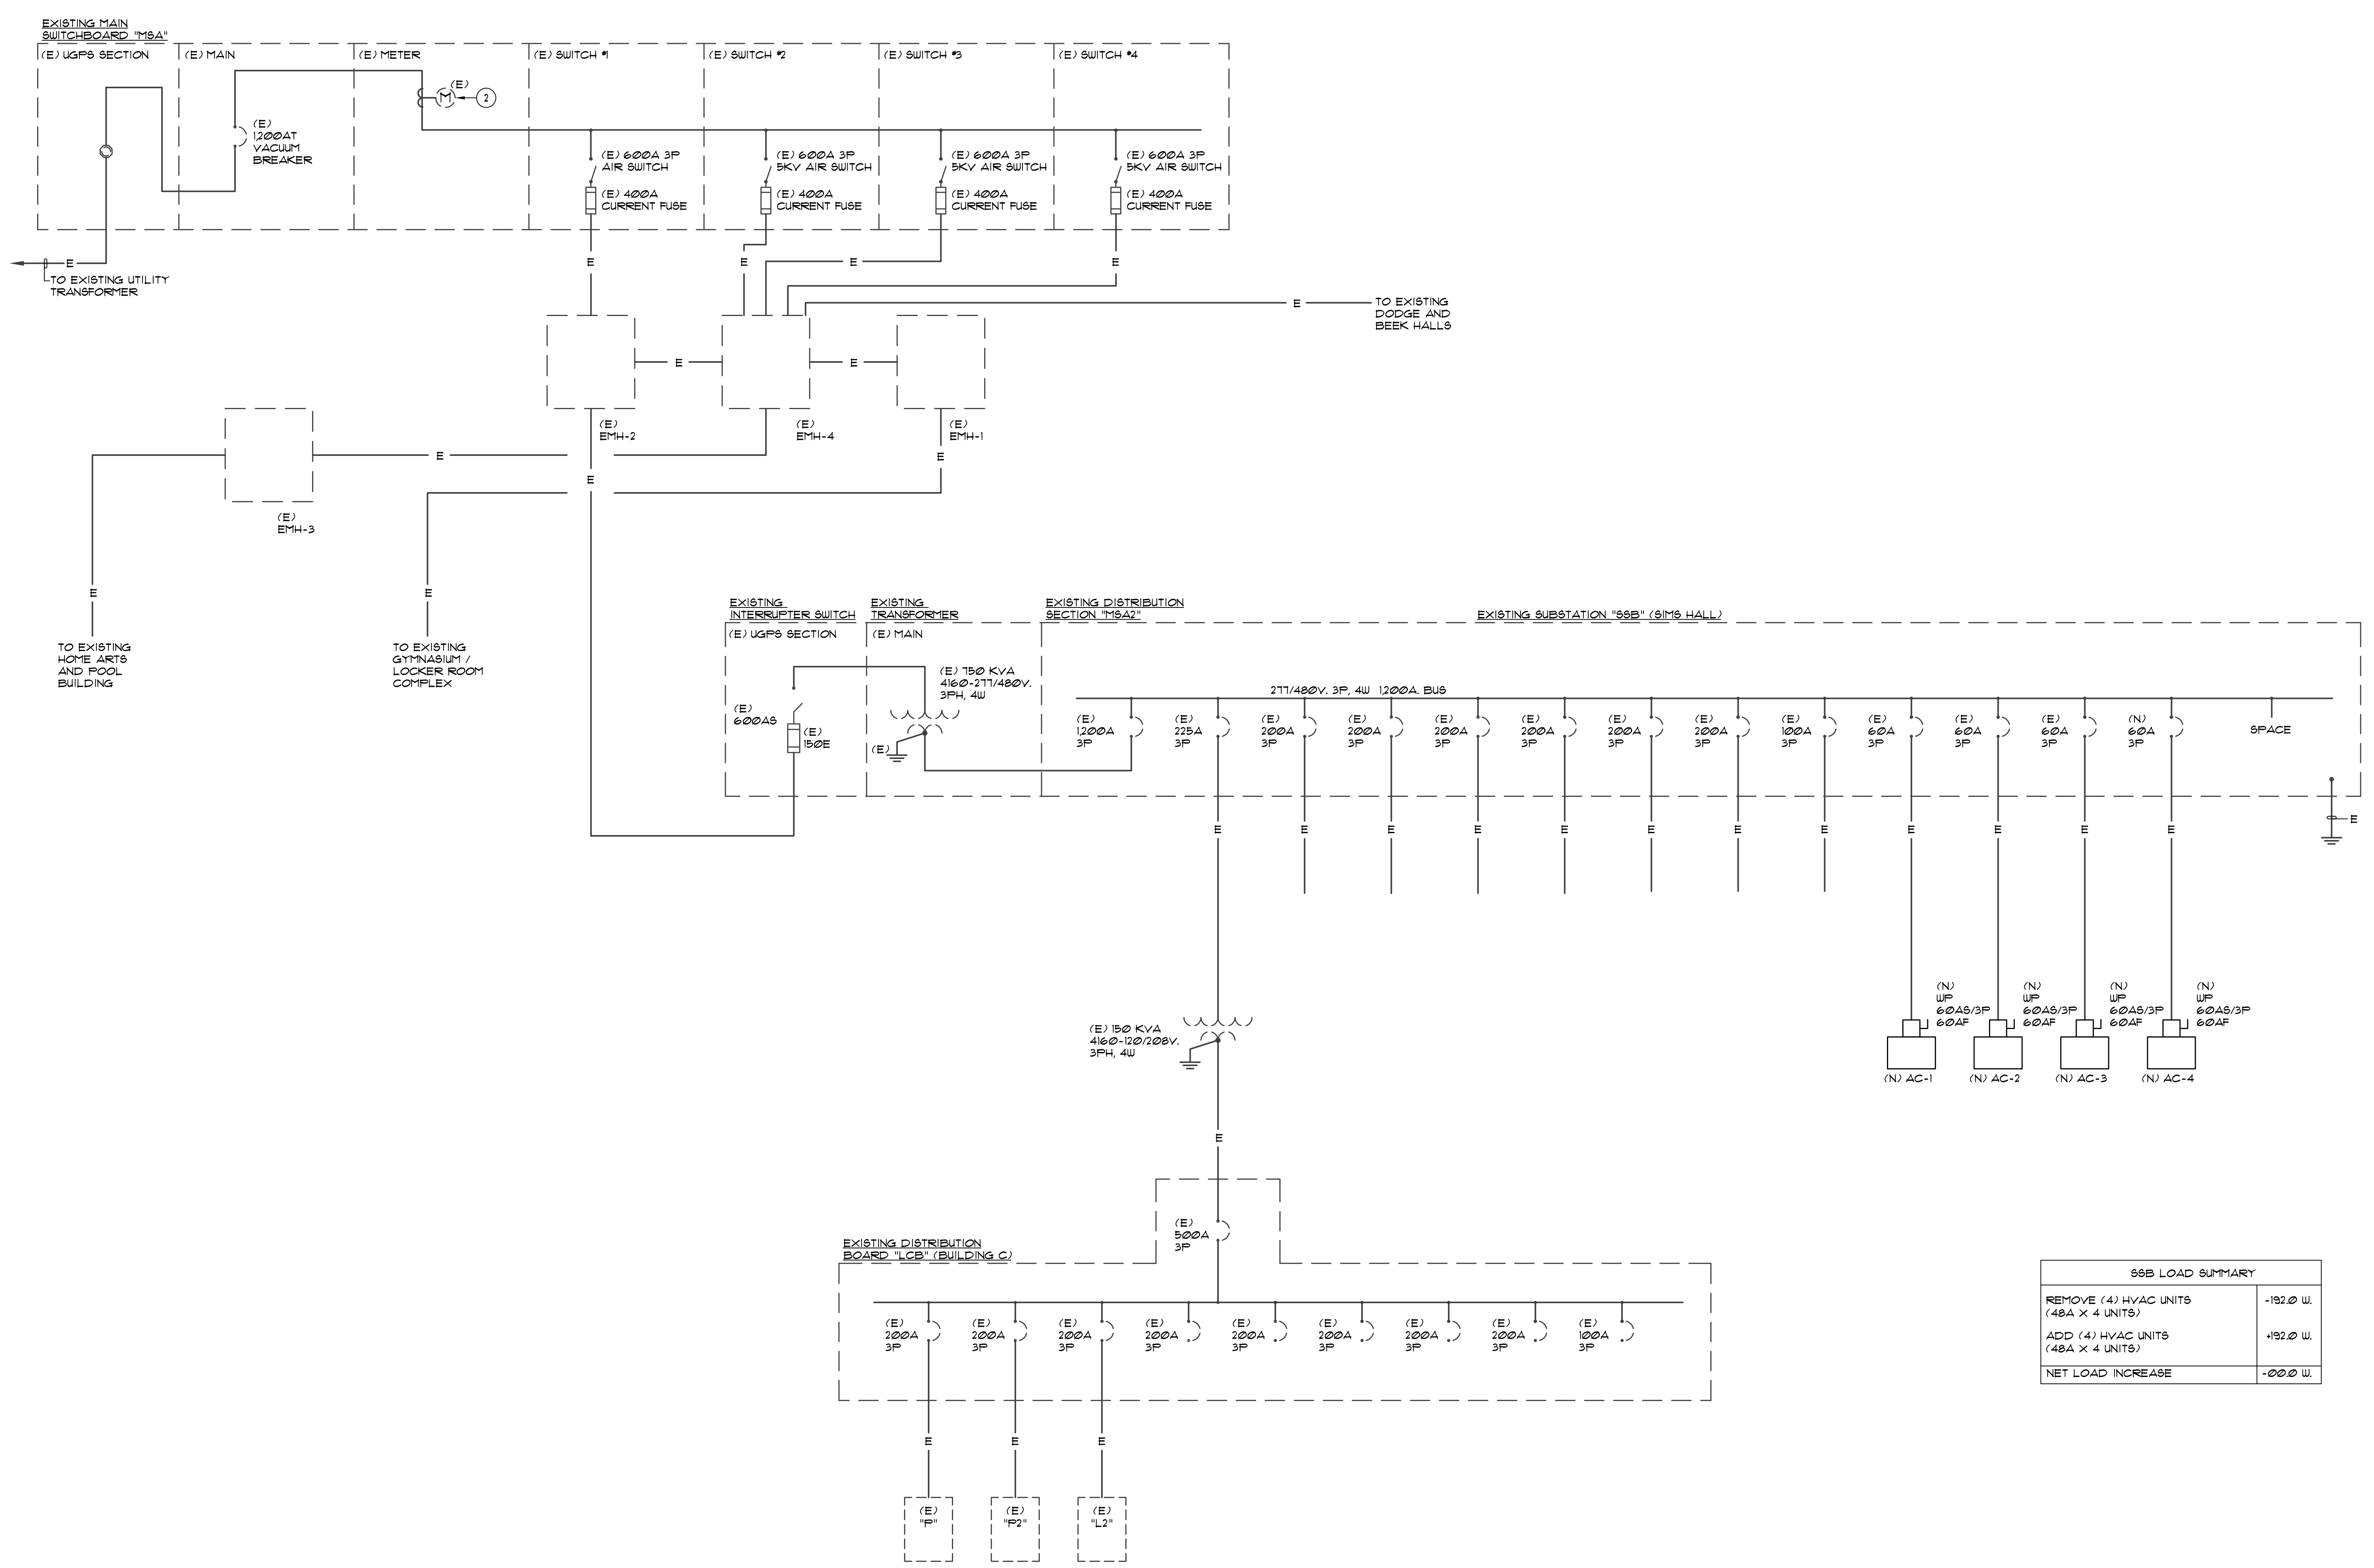 EXISTING MAIN
SWITCHBOARD "MSA"
(E) UGPS SECTION
(E) MAIN
(E) METER
(E) SWITCH #1
(E) SWITCH #2
(E) SWITCH #3
(E) SWITCH #4
(E)
M
2
(E)
1,200AT
VACUUM
BREAKER
(E) 600A 3P
AIR SWITCH
(E) 400A
CURRENT FUSE
(E) 600A 3P
5KV AIR SWITCH
(E) 400A
CURRENT FUSE
(E) 600A 3P
5KV AIR SWITCH
(E) 400A
CURRENT FUSE
(E) 600A 3P
5KV AIR SWITCH
(E) 400A
CURRENT FUSE
E
TO EXISTING UTILITY
TRANSFORMER
E
E
E
E
E
TO EXISTING
DODGE AND
BEEK HALLS
E
E
(E)
EMH-2
(E)
EMH-4
(E)
EMH-1
E
E
E
(E)
EMH-3
E
E
TO EXISTING
HOME ARTS
AND POOL
BUILDING
TO EXISTING
GYMNASIUM /
LOCKER ROOM
COMPLEX
EXISTING
INTERRUPTER SWITCH
EXISTING
TRANSFORMER
EXISTING DISTRIBUTION
SECTION "MSA2"
EXISTING SUBSTATION "SSB" (SIMS HALL)
(E) UGPS SECTION
(E) MAIN
(E) 750 KVA
4160-277/480V.
3PH, 4W
(E)
600AS
(E)
150E
(E)
277/480V. 3P, 4W 1,200A. BUS
(E)
1,200A
3P
(E)
225A
3P
(E)
200A
3P
(E)
200A
3P
(E)
200A
3P
(E)
200A
3P
(E)
200A
3P
(E)
200A
3P
(E)
100A
3P
(E)
60A
3P
(E)
60A
3P
(E)
60A
3P
(N)
60A
3P
SPACE
E
E
E
E
E
E
E
E
E
E
E
E
E
(N)
WP
60AS/3P
60AF
(N)
WP
60AS/3P
60AF
(N)
WP
60AS/3P
60AF
(N)
WP
60AS/3P
60AF
(N) AC-1
(N) AC-2
(N) AC-3
(N) AC-4
(E) 150 KVA
4160-120/208V.
3PH, 4W
E
(E)
500A
3P
EXISTING DISTRIBUTION
BOARD "LCB" (BUILDING C)
(E)
200A
3P
(E)
200A
3P
(E)
200A
3P
(E)
200A
3P
(E)
200A
3P
(E)
200A
3P
(E)
200A
3P
(E)
200A
3P
(E)
100A
3P
E
E
E
(E)
"P"
(E)
"P2"
(E)
"L2"
SSB LOAD SUMMARY
REMOVE (4) HVAC UNITS -192.0 W.
(48A X 4 UNITS)
ADD (4) HVAC UNITS +192.0 W.
(48A X 4 UNITS)
NET LOAD INCREASE -00.0 W.